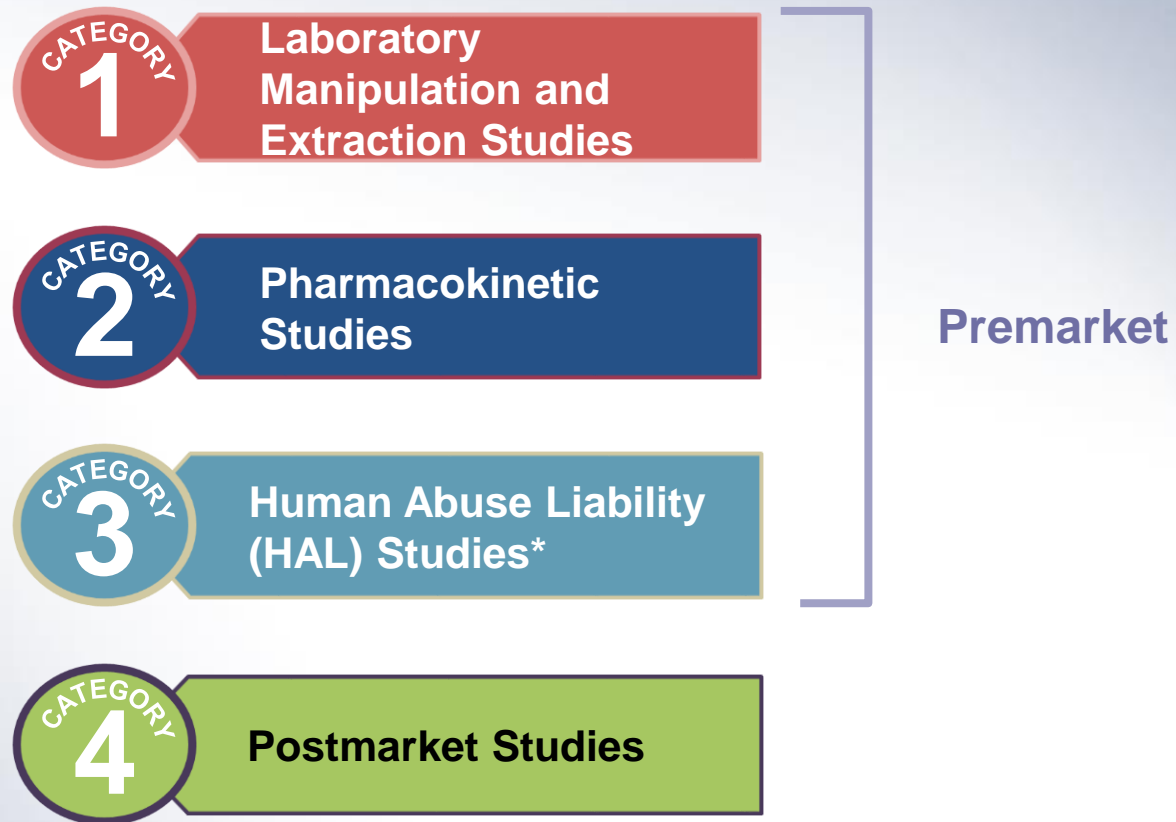 CATEGORY
1
Laboratory
Manipulation and
Extraction Studies
CATEGORY
2
Pharmacokinetic
Studies
Premarket
CATEGORY
3
Human Abuse Liability
(HAL) Studies*
CATEGORY
4
Postmarket Studies